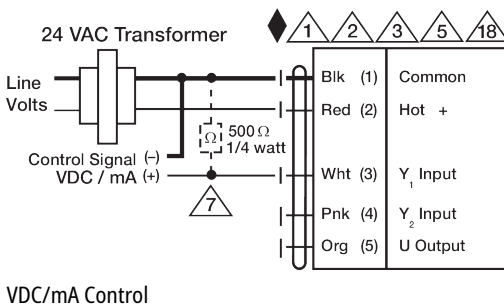 1 2 3 5 18
24 VAC Transformer
Line
Volts
Blk (1) Common
Red (2) Hot +
Ω 500 Ω
1/4 watt
Control Signal (-)
VDC / mA (+)
Wht (3) Y1 Input
7
Pnk (4) Y2 Input
Org (5) U Output
VDC/mA Control